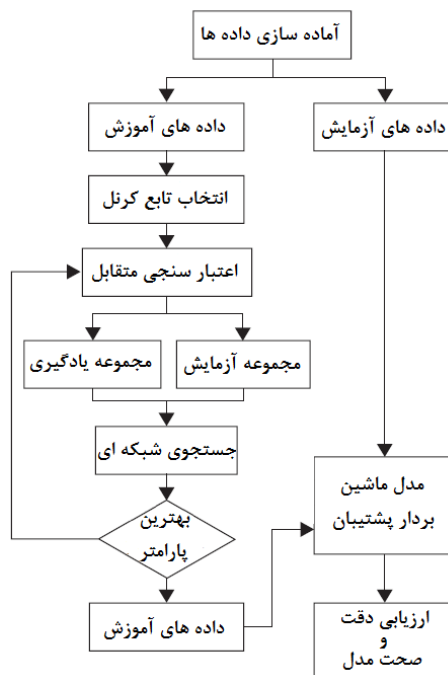 آماده سازی داده ها
داده های آموزش
داده های آزمایش
انتخاب تابع کرنل
اعتبار سنجی متقابل
مجموعه آزمایش
مجموعه یادگیری
جستجوی شبکه ای
بهترین
پارامتر
داده های آموزش
مدل ماشین
بردار پشتیبان
ارزیابی دقت
و
صحت مدل